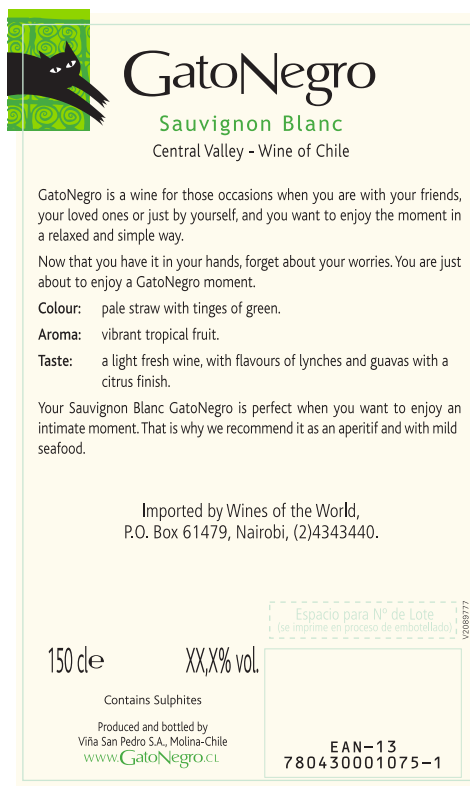 GatoNegro
Sauvignon Blanc
Central Valley - Wine of Chile
GatoNegro is a wine for those occasions when you are with your friends,
your loved ones or just by yourself, and you want to enjoy the moment in
a relaxed and simple way.
Now that you have it in your hands, forget about your worries. You are just
about to enjoy a GatoNegro moment.
Colour: pale straw with tinges of green.
Aroma: vibrant tropical fruit.
Taste: a light fresh wine, with flavours of lynches and guavas with a
citrus finish.
Your Sauvignon Blanc GatoNegro is perfect when you want to enjoy an
intimate moment. That is why we recommend it as an aperitif and with mild
seafood.
Imported by Wines of the World,
P.O. Box 61479, Nairobi, (2)4343440.
Espacio para N° de Lote
(se imprime en proceso de embotellado)
V2089777
150 cle XX,X% vol.
Contains Sulphites
Produced and bottled by
Viña San Pedro S.A., Molina-Chile
www.GatoNegro.cl
EAN-13
780430001075-1